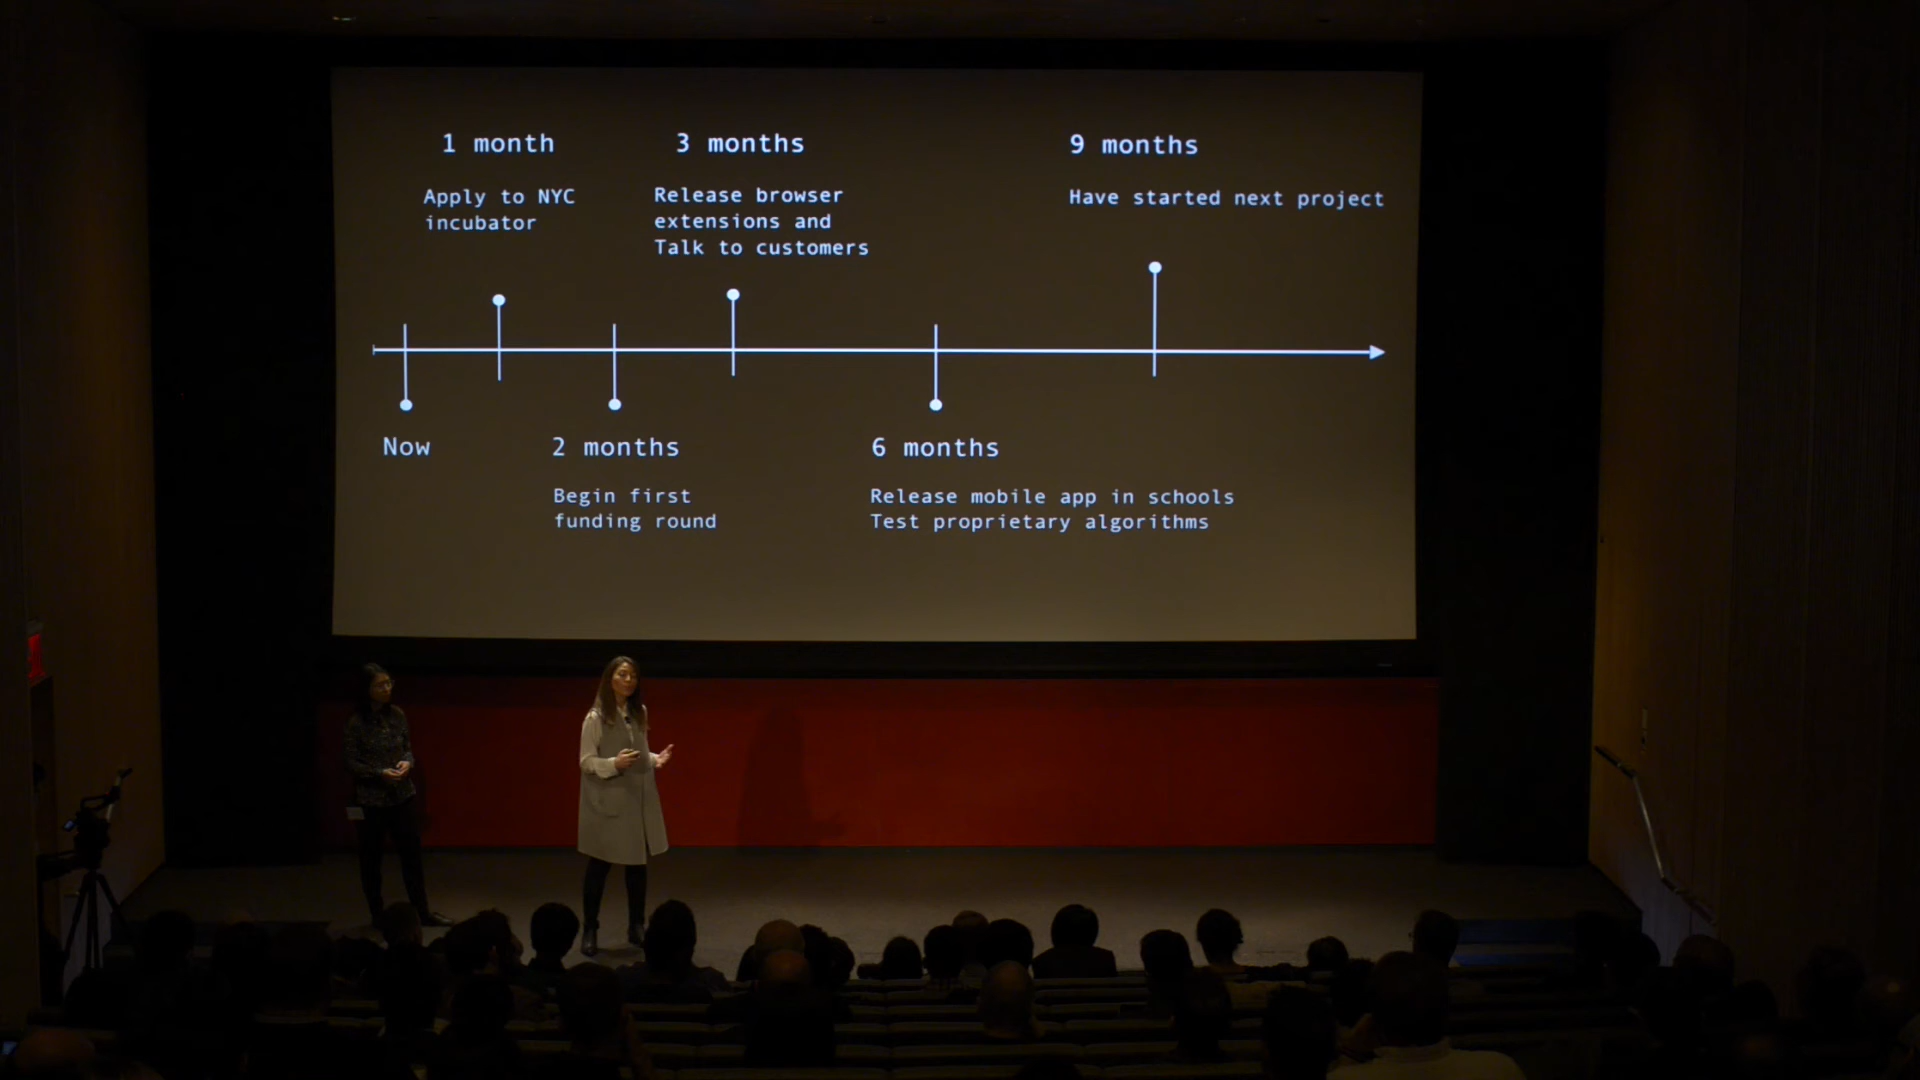 1 month
Apply to NYC
incubator
3 months
Release browser
extensions and
Talk to customers
9 months
Have started next project
Now
2 months
Begin first
funding round
6 months
Release mobile app in schools
Test proprietary algorithms